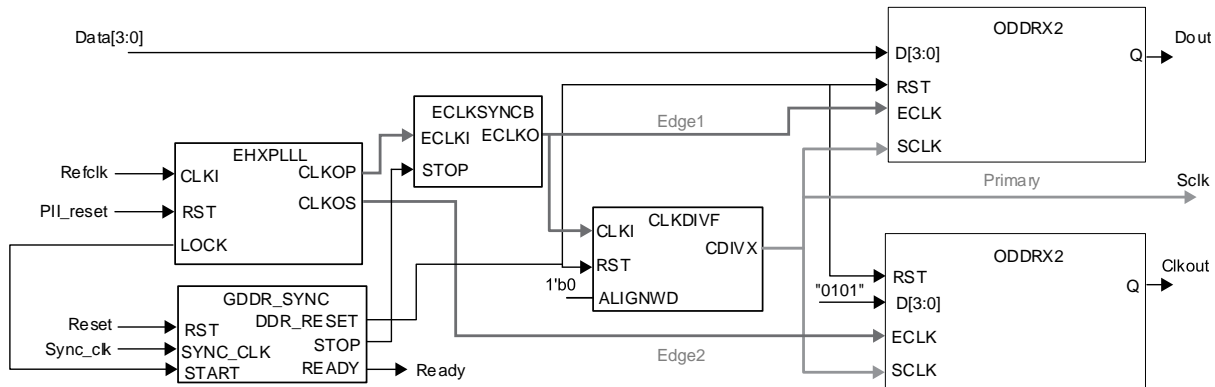 Data[3:0]
ODDRX2
D[3:0]
Q
Dout
RST
ECLK
SCLK
ECLKSYNCB
ECLKI
ECLKO
STOP
Edge1
EHXPLLL
Refclk
CLKI
CLKOP
Pll_reset
RST
CLKOS
LOCK
Primary
Sclk
CLKDIVF
CLKI
CDIVX
RST
1'b0
ALIGNWD
ODDRX2
RST
Q
Clkout
"0101"
D[3:0]
ECLK
SCLK
Edge2
GDDR_SYNC
Reset
RST
DDR_RESET
Sync_clk
SYNC_CLK
STOP
START
READY
Ready